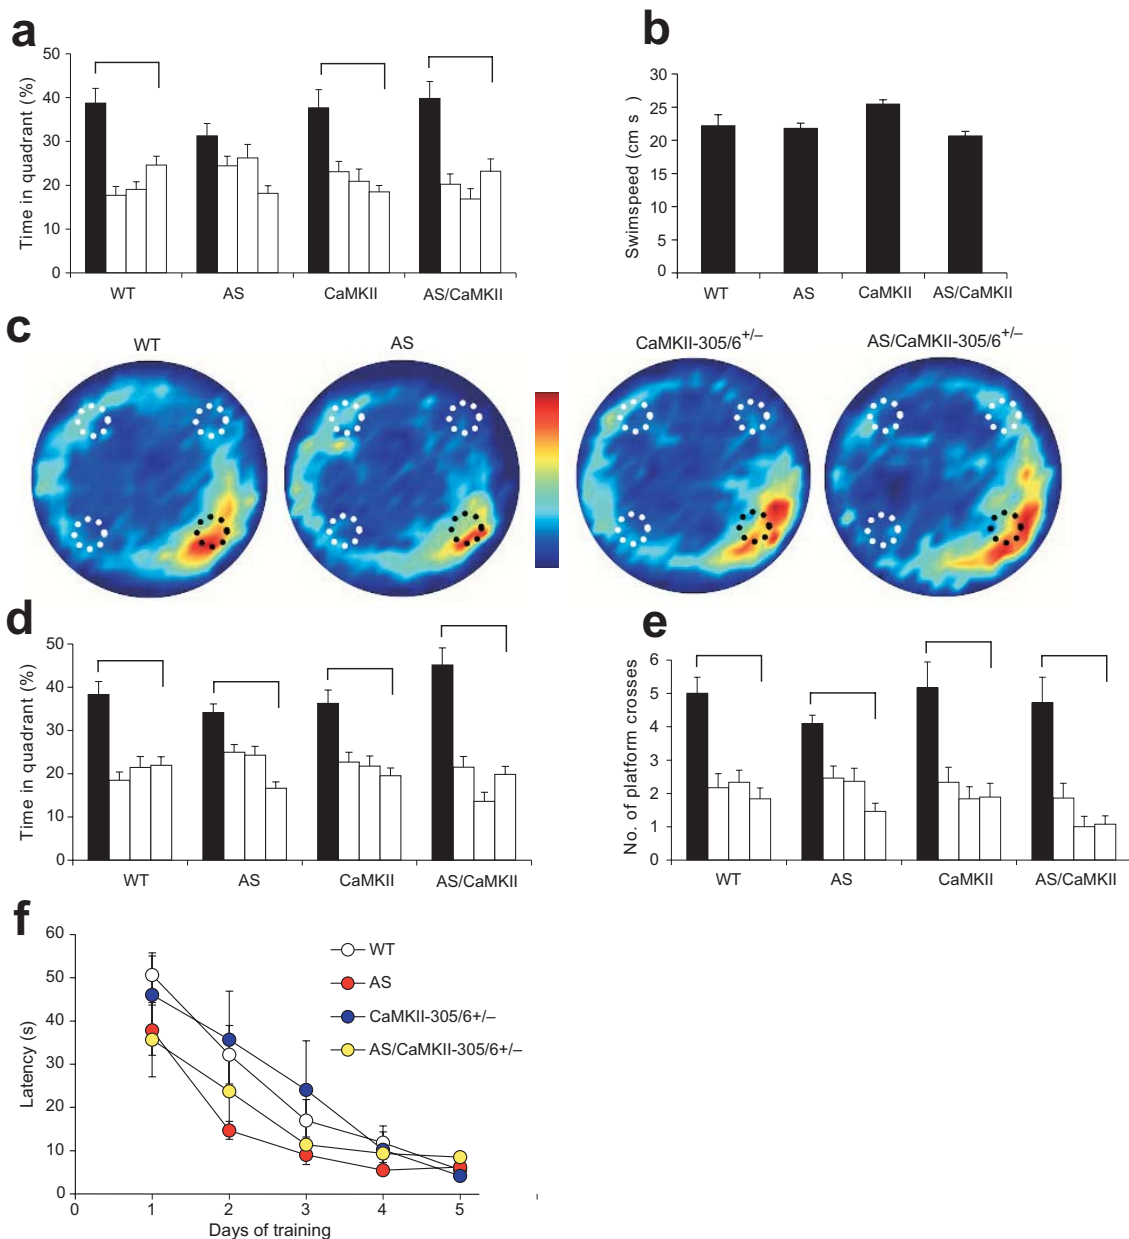 a
50
40
30
20
10
0
Time in quadrant (%)
WT AS CaMKII AS/CaMKII
b
30
25
20
15
10
5
0
Swimspeed (cm s )
WT AS CaMKII AS/CaMKII
c
WT AS CaMKII-305/6+/– AS/CaMKII-305/6+/–
d
50
40
30
20
10
0
Time in quadrant (%)
WT AS CaMKII AS/CaMKII
e
6
5
4
3
2
1
0
No. of platform crosses
WT AS CaMKII AS/CaMKII
f
60
50
40
30
20
10
0
Latency (s)
WT
AS
CaMKII-305/6+/–
AS/CaMKII-305/6+/–
0 1 2 3 4 5
Days of training